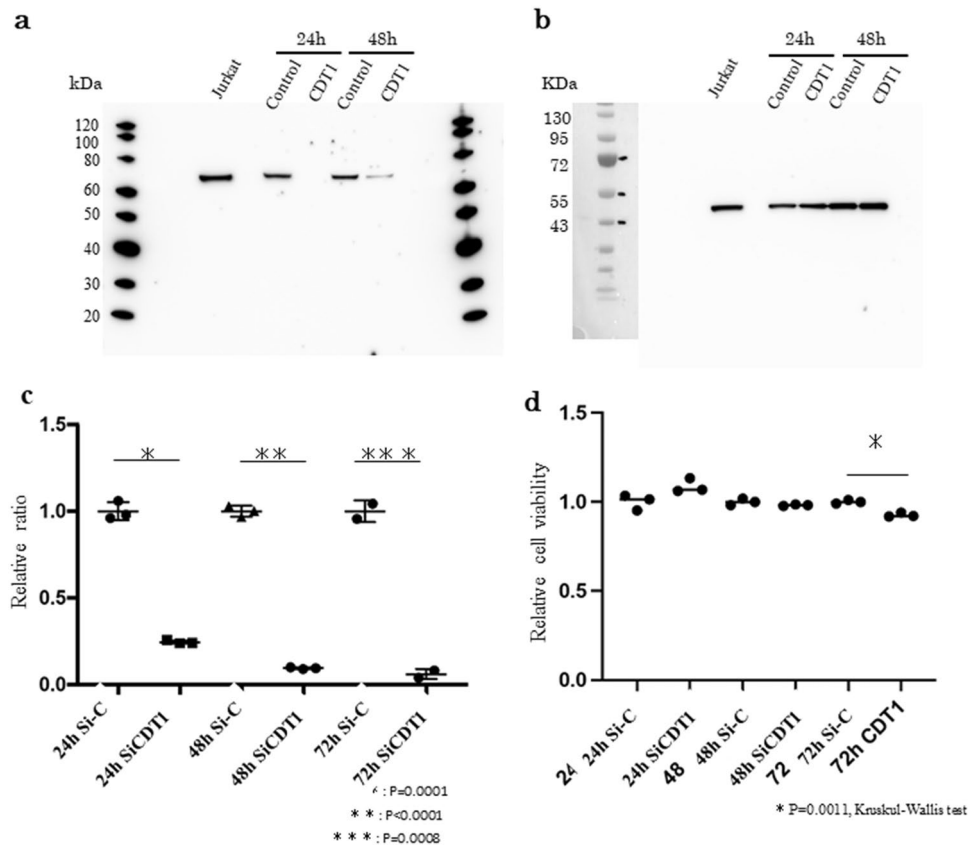 a
24h 48h
kDa Jurkat Control CDT1 Control CDT1
120
100
80
60
50
40
30
20
b
24h 48h
KDa Jurkat Control CDT1 Control CDT1
130
95
72
55
43
c
Relative ratio
1.5
1.0
0.5
0.0
* ** ***
24h Si-C
24h SiCDT1
48h Si-C
48h SiCDT1
72h Si-C
72h SiCDT1
: P=0.0001
** : P<0.0001
*** : P=0.0008
d
Relative cell viability
1.5
1.0
0.5
0.0
*
24 24h Si-C
24h SiCDT1
48 48h Si-C
48h SiCDT1
72 72h Si-C
72h CDT1
* P=0.0011, Kruskul-Wallis test